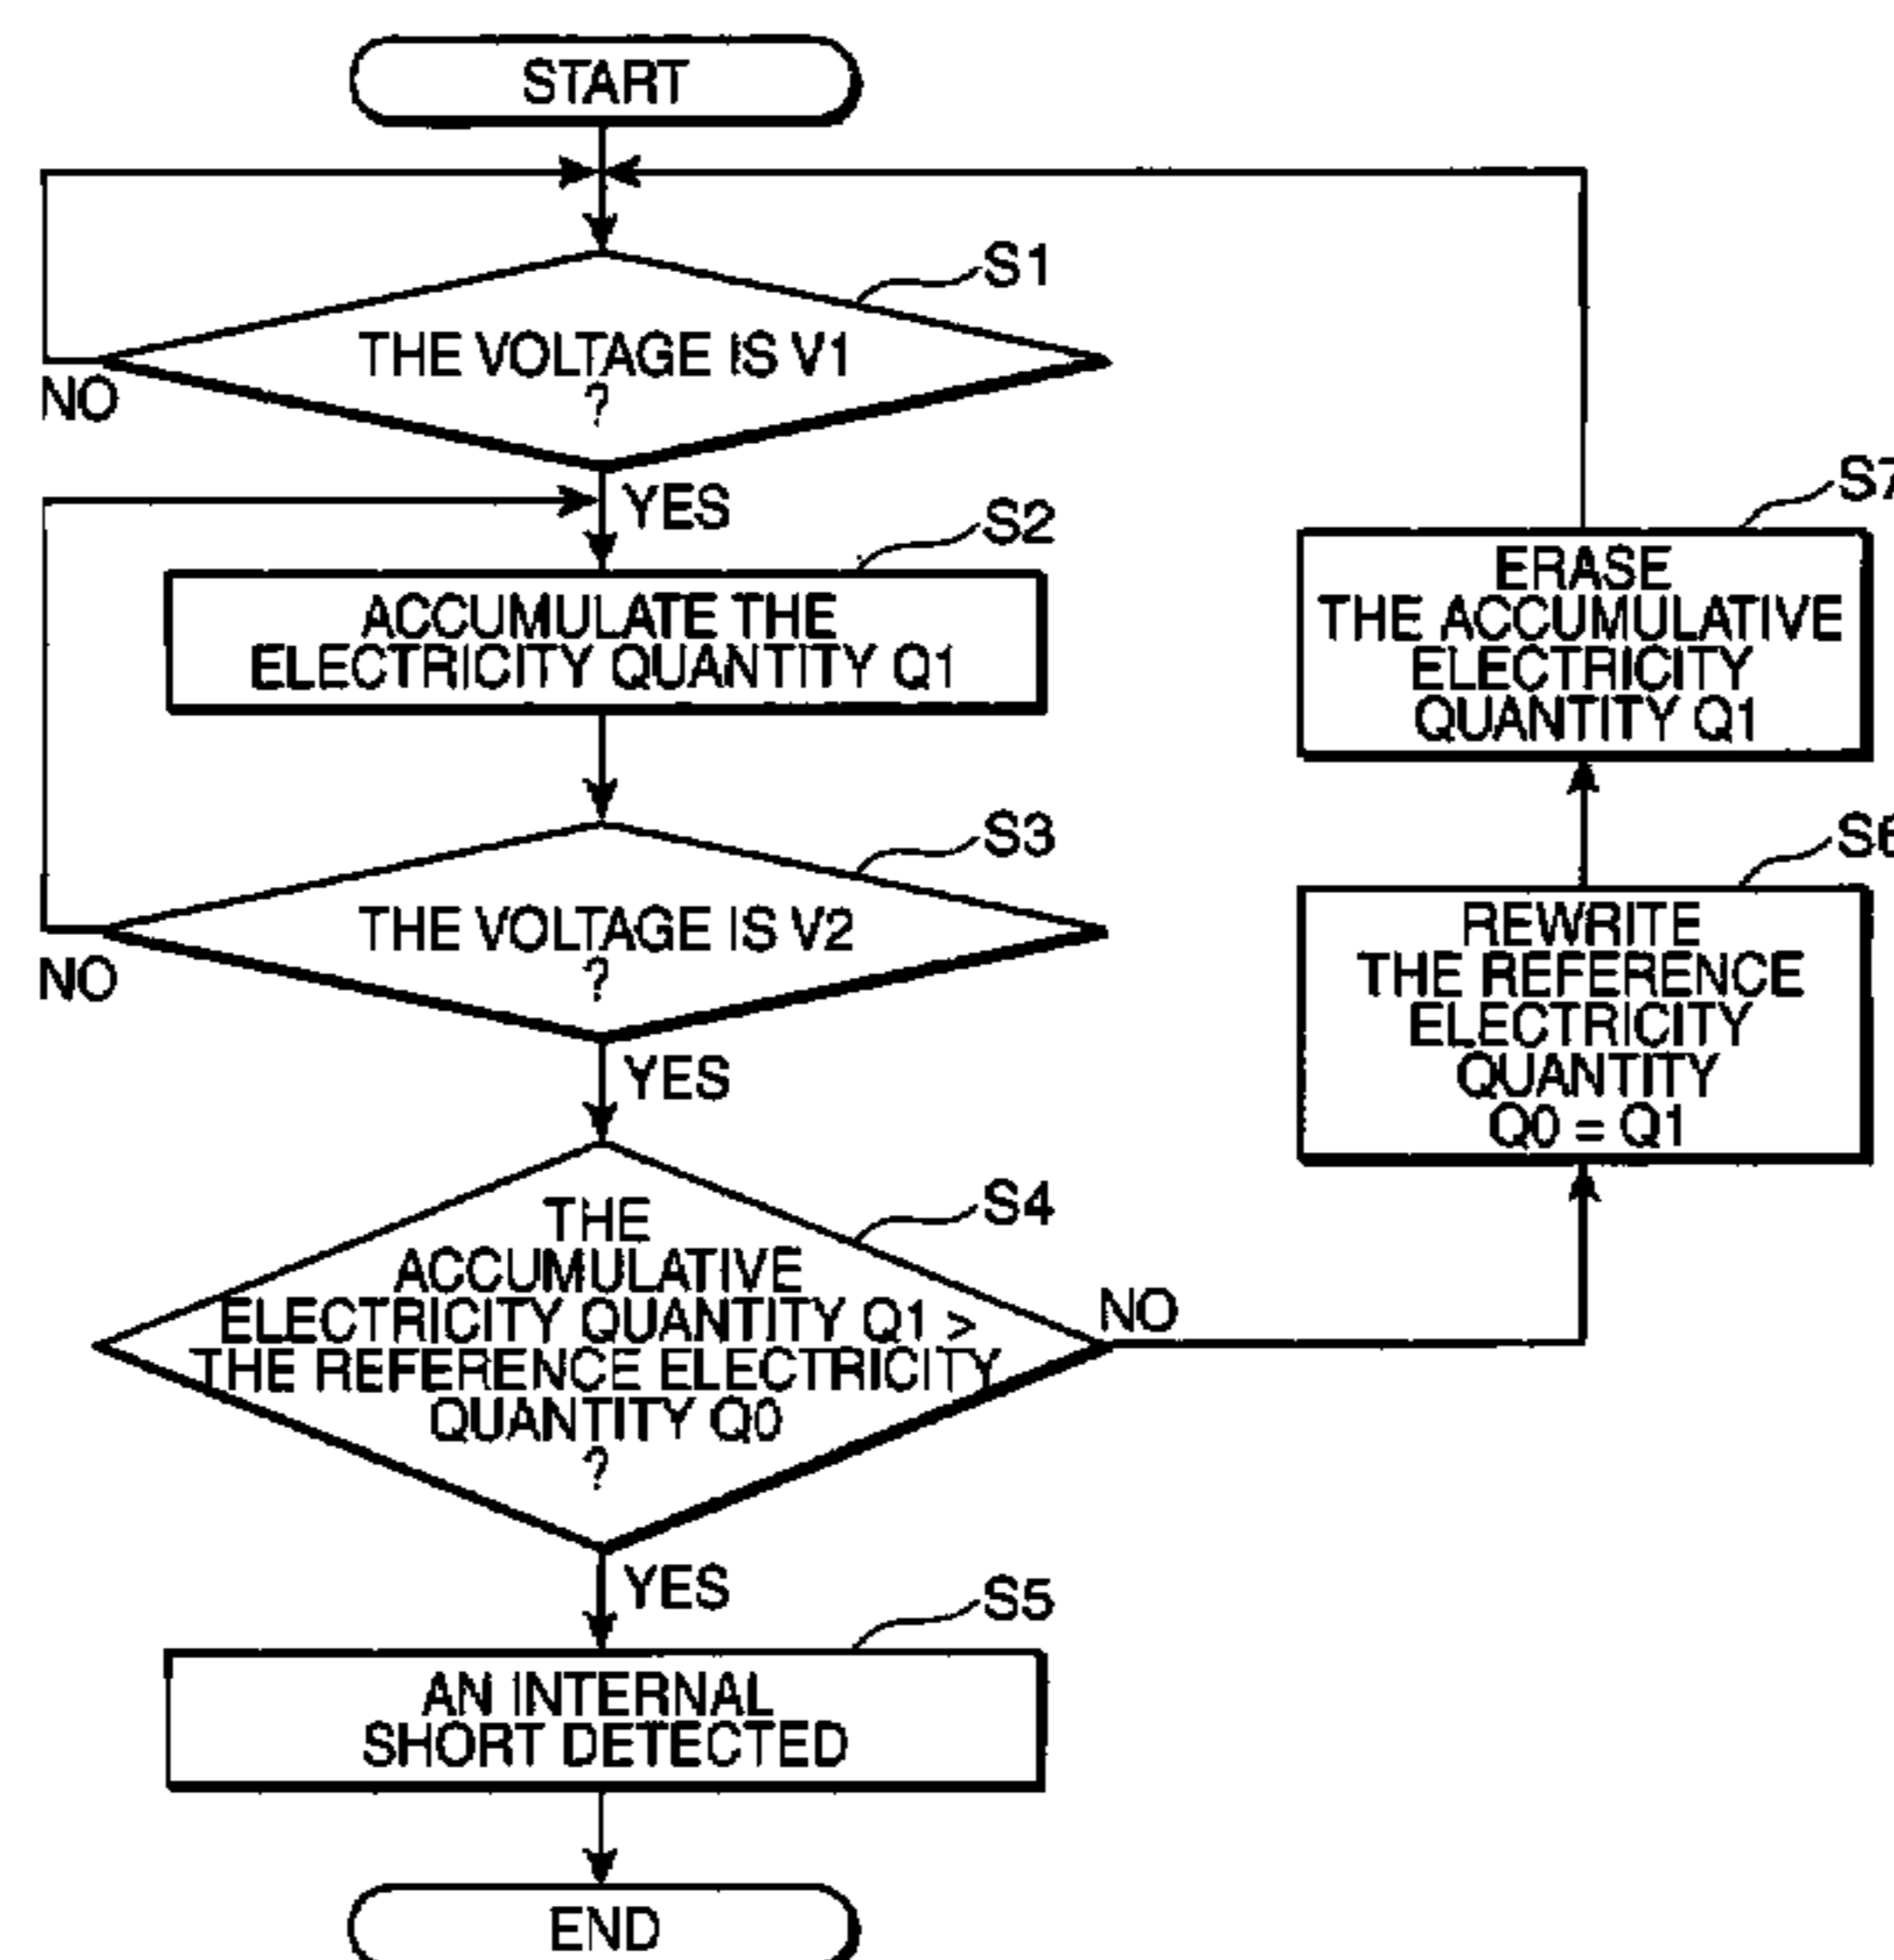 START
S1
THE VOLTAGE IS V1
?
NO
YES
S2
ACCUMULATE THE
ELECTRICITY QUANTITY Q1
S3
THE VOLTAGE IS V2
?
NO
YES
S4
THE
ACCUMULATIVE
ELECTRICITY QUANTITY Q1 >
THE REFERENCE ELECTRICITY
QUANTITY Q0
?
NO
YES
S5
AN INTERNAL
SHORT DETECTED
END
S7
ERASE
THE ACCUMULATIVE
ELECTRICITY
QUANTITY Q1
S6
REWRITE
THE REFERENCE
ELECTRICITY
QUANTITY
Q0 = Q1